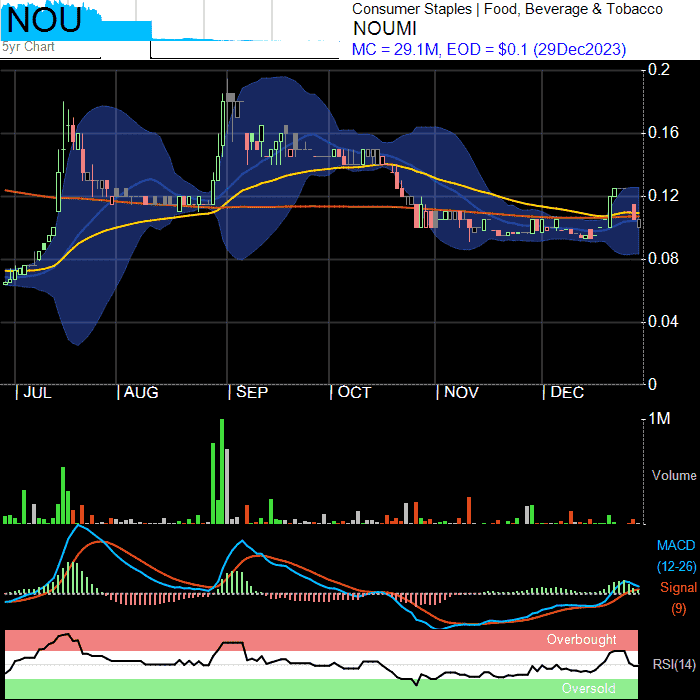 NOU
5yr Chart
Consumer Staples | Food, Beverage & Tobacco
NOUMI
MC = 29.1M, EOD = $0.1 (29Dec2023)
0.2
0.16
0.12
0.08
0.04
0
JUL AUG SEP OCT NOV DEC
1M
Volume
MACD
(12-26)
Signal
(9)
Overbought
RSI(14)
Oversold